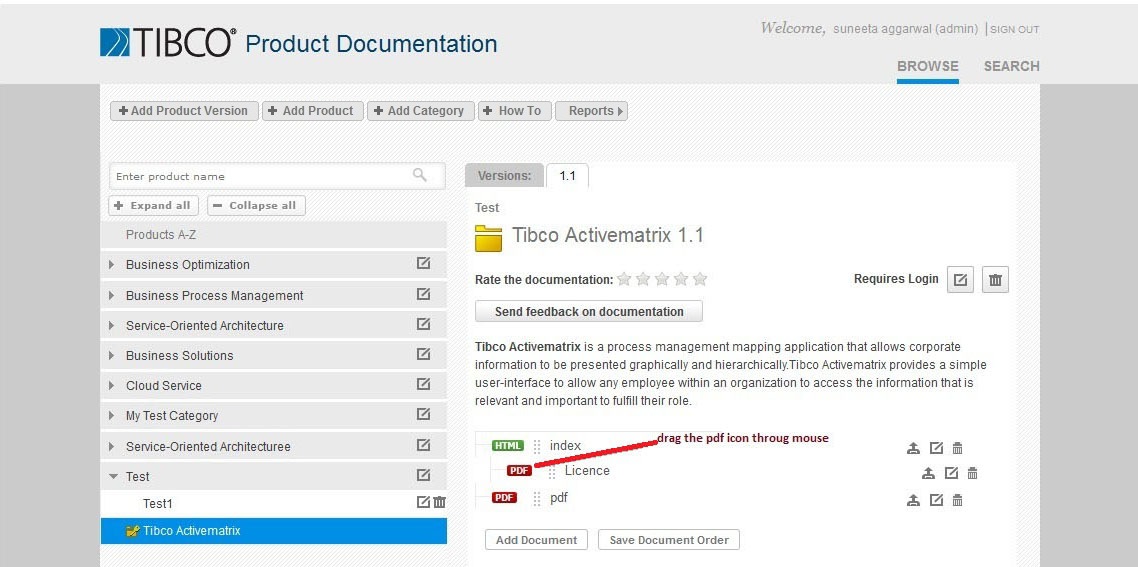 TIBCO® Product Documentation
Welcome, suneeta aggarwal (admin) | SIGN OUT
BROWSE SEARCH
Add Product Version Add Product Add Category How To Reports
Enter product name
Expand all Collapse all
Products A-Z
Business Optimization
Business Process Management
Service-Oriented Architecture
Business Solutions
Cloud Service
My Test Category
Service-Oriented Architecturee
Test
Test1
Tibco Activematrix
Versions: 1.1
Test
Tibco Activematrix 1.1
Rate the documentation: Requires Login
Send feedback on documentation
Tibco Activematrix is a process management mapping application that allows corporate
information to be presented graphically and hierarchically.Tibco Activematrix provides a simple
user-interface to allow any employee within an organization to access the information that is
relevant and important to fulfill their role.
drag the pdf icon throug mouse
HTML index
PDF Licence
PDF pdf
Add Document Save Document Order